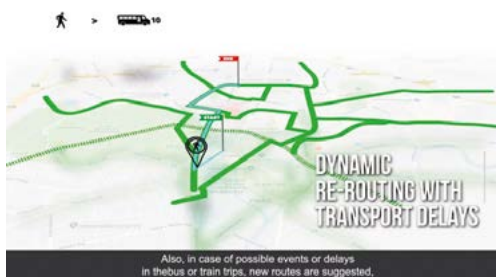 > 10
END
START
DYNAMIC
RE-ROUTING WITH
TRANSPORT DELAYS
Also, in case of possible events or delays
in thebus or train trips, new routes are suggested,